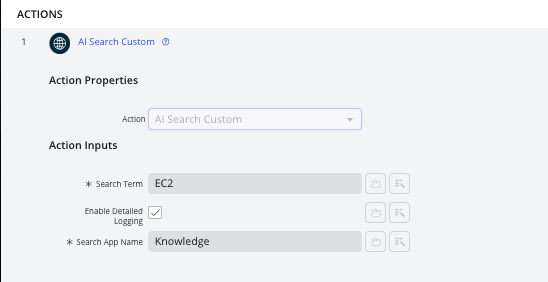 ACTIONS
1 AI Search Custom
Action Properties
Action AI Search Custom
Action Inputs
* Search Term EC2
Enable Detailed
Logging
* Search App Name Knowledge